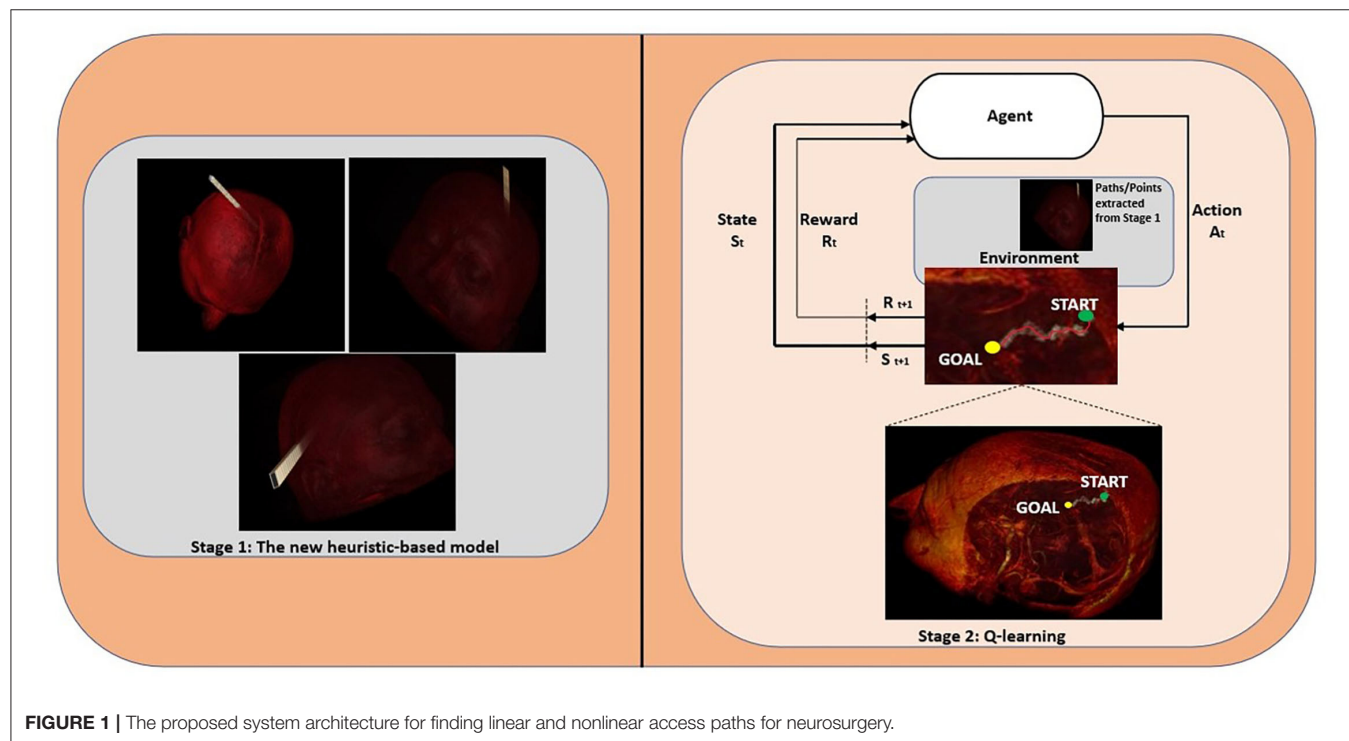 Stage 1: The new heuristic-based model
Agent
State
St
Reward
Rt
Paths/Points
extracted
from Stage 1
Environment
Action
At
R t+1
START
GOAL
S t+1
START
GOAL
Stage 2: Q-learning
FIGURE 1 | The proposed system architecture for finding linear and nonlinear access paths for neurosurgery.